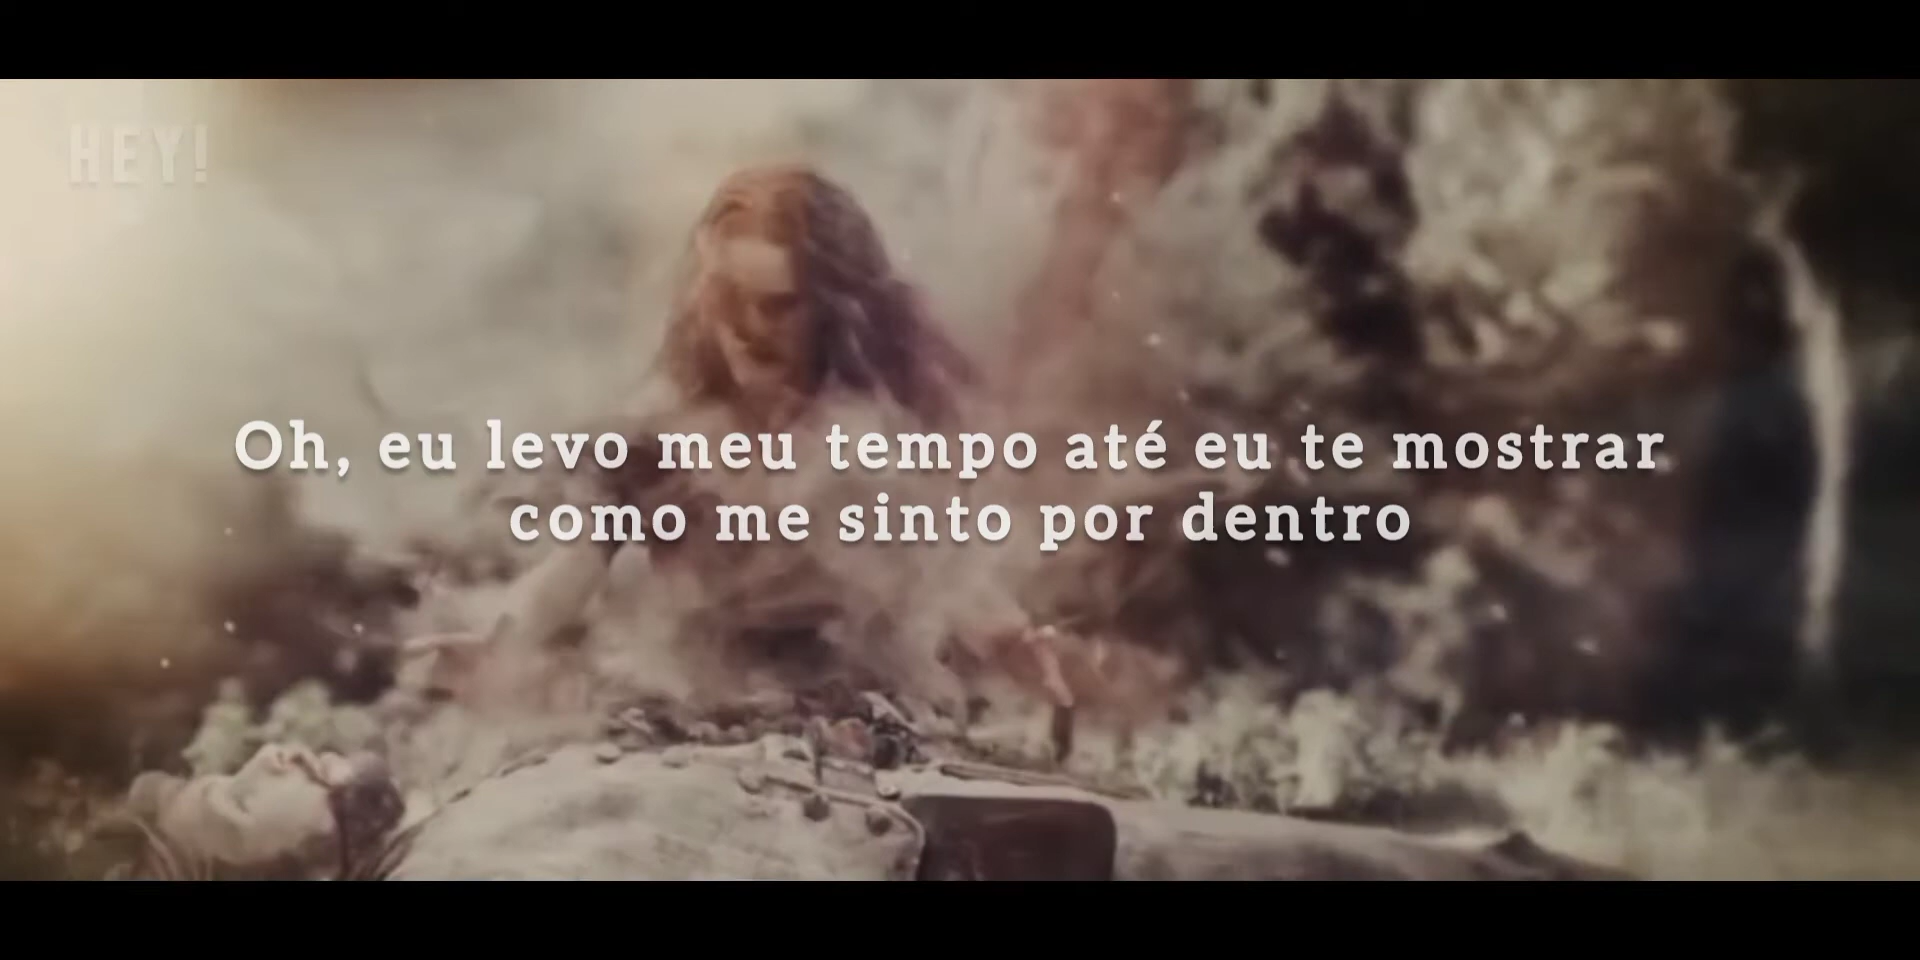 HEY!
Oh, eu levo meu tempo até eu te mostrar
como me sinto por dentro